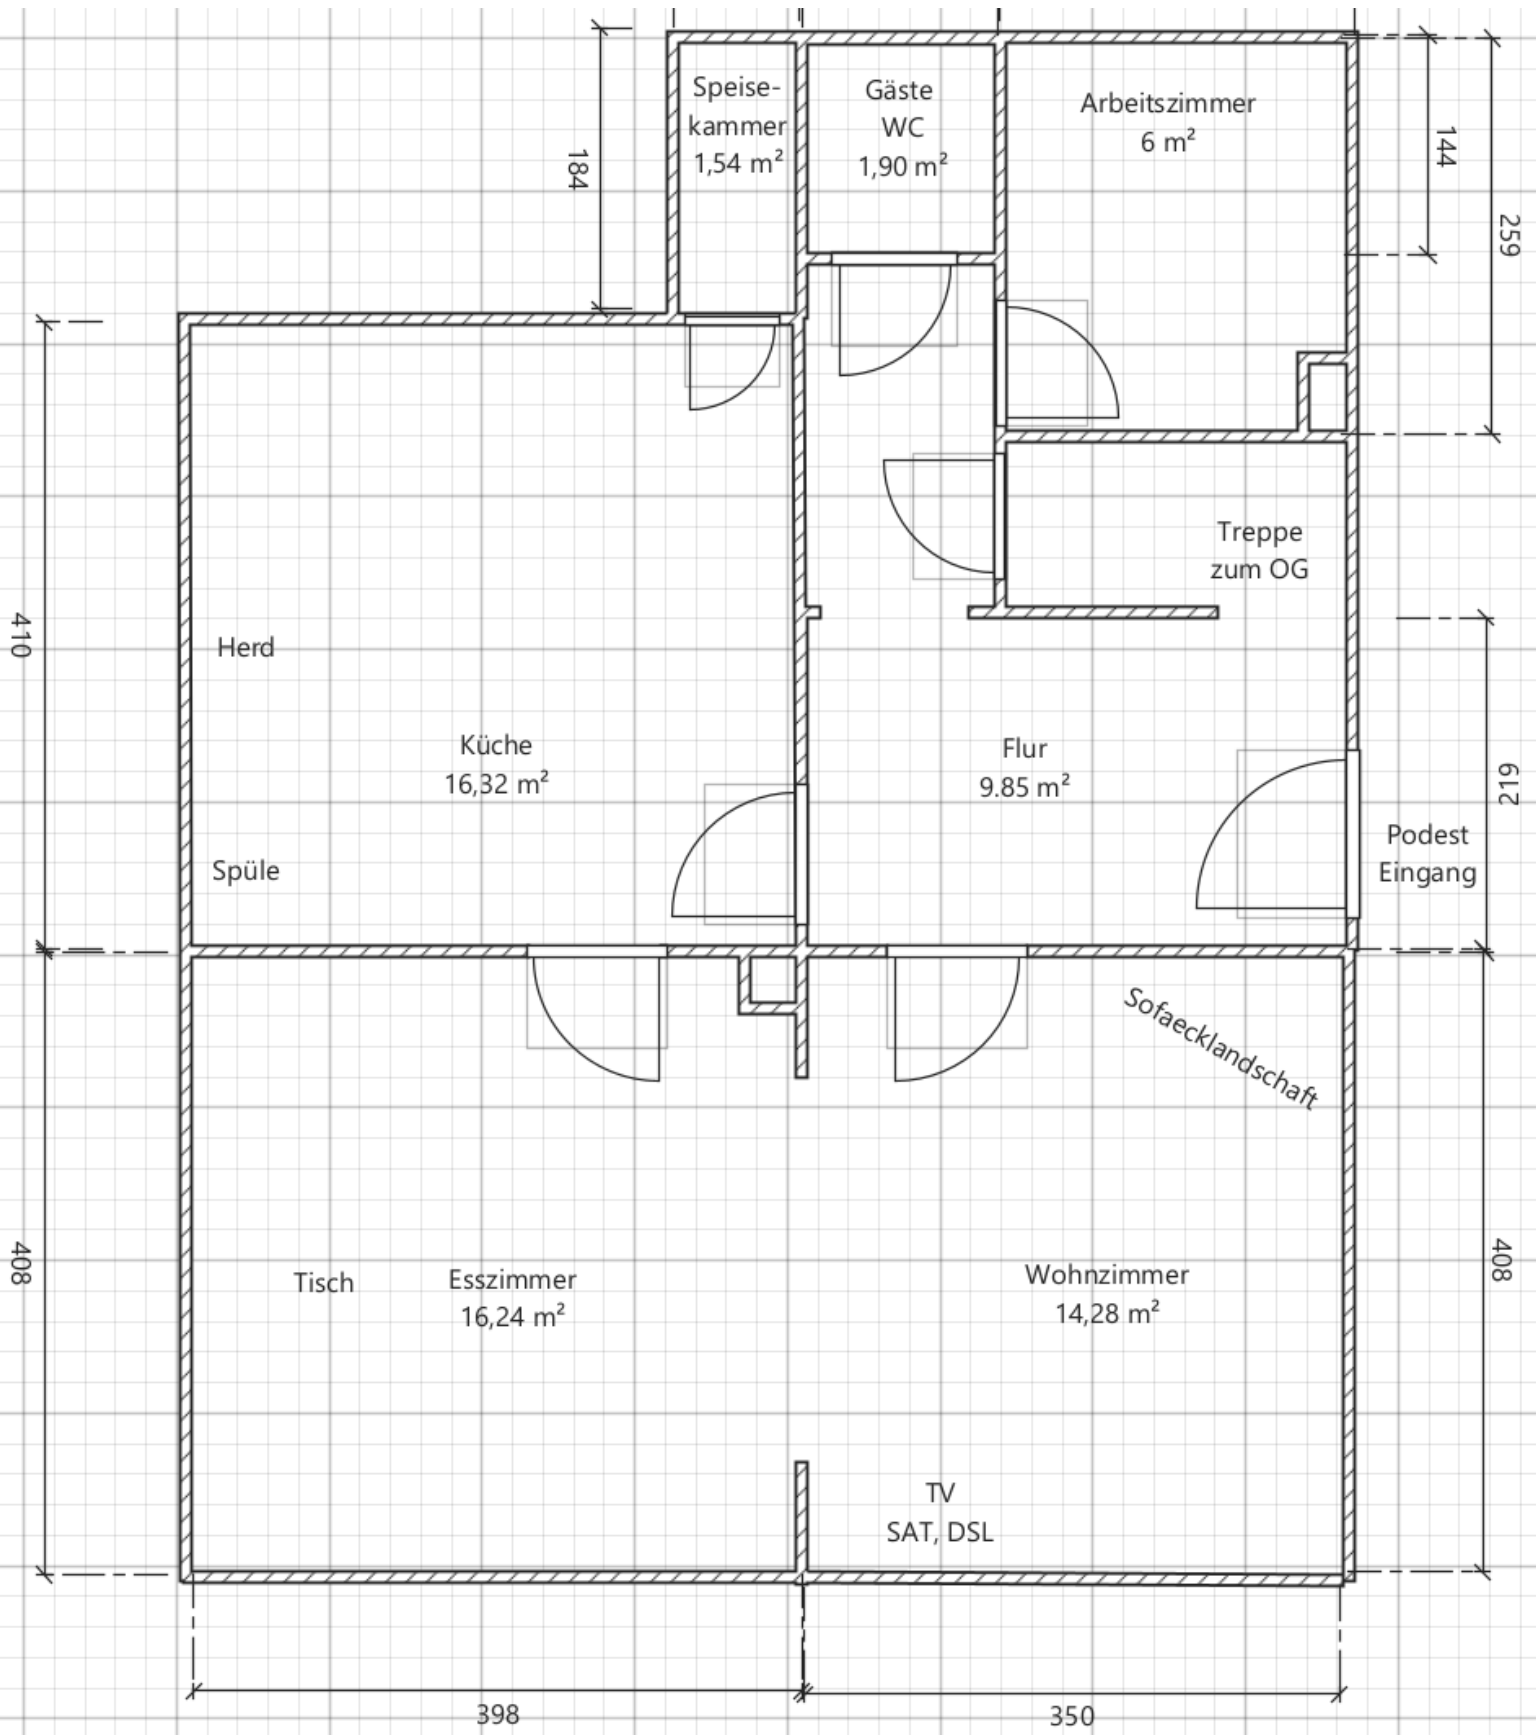 Speise-
kammer
1,54 m²
Gäste
WC
1,90 m²
Arbeitszimmer
6 m²
184
144
259
Treppe
zum OG
410
Herd
Küche
16,32 m²
Spüle
Flur
9.85 m²
219
Podest
Eingang
Sofaecklandschaft
408
Tisch
Esszimmer
16,24 m²
Wohnzimmer
14,28 m²
408
TV
SAT, DSL
398
350